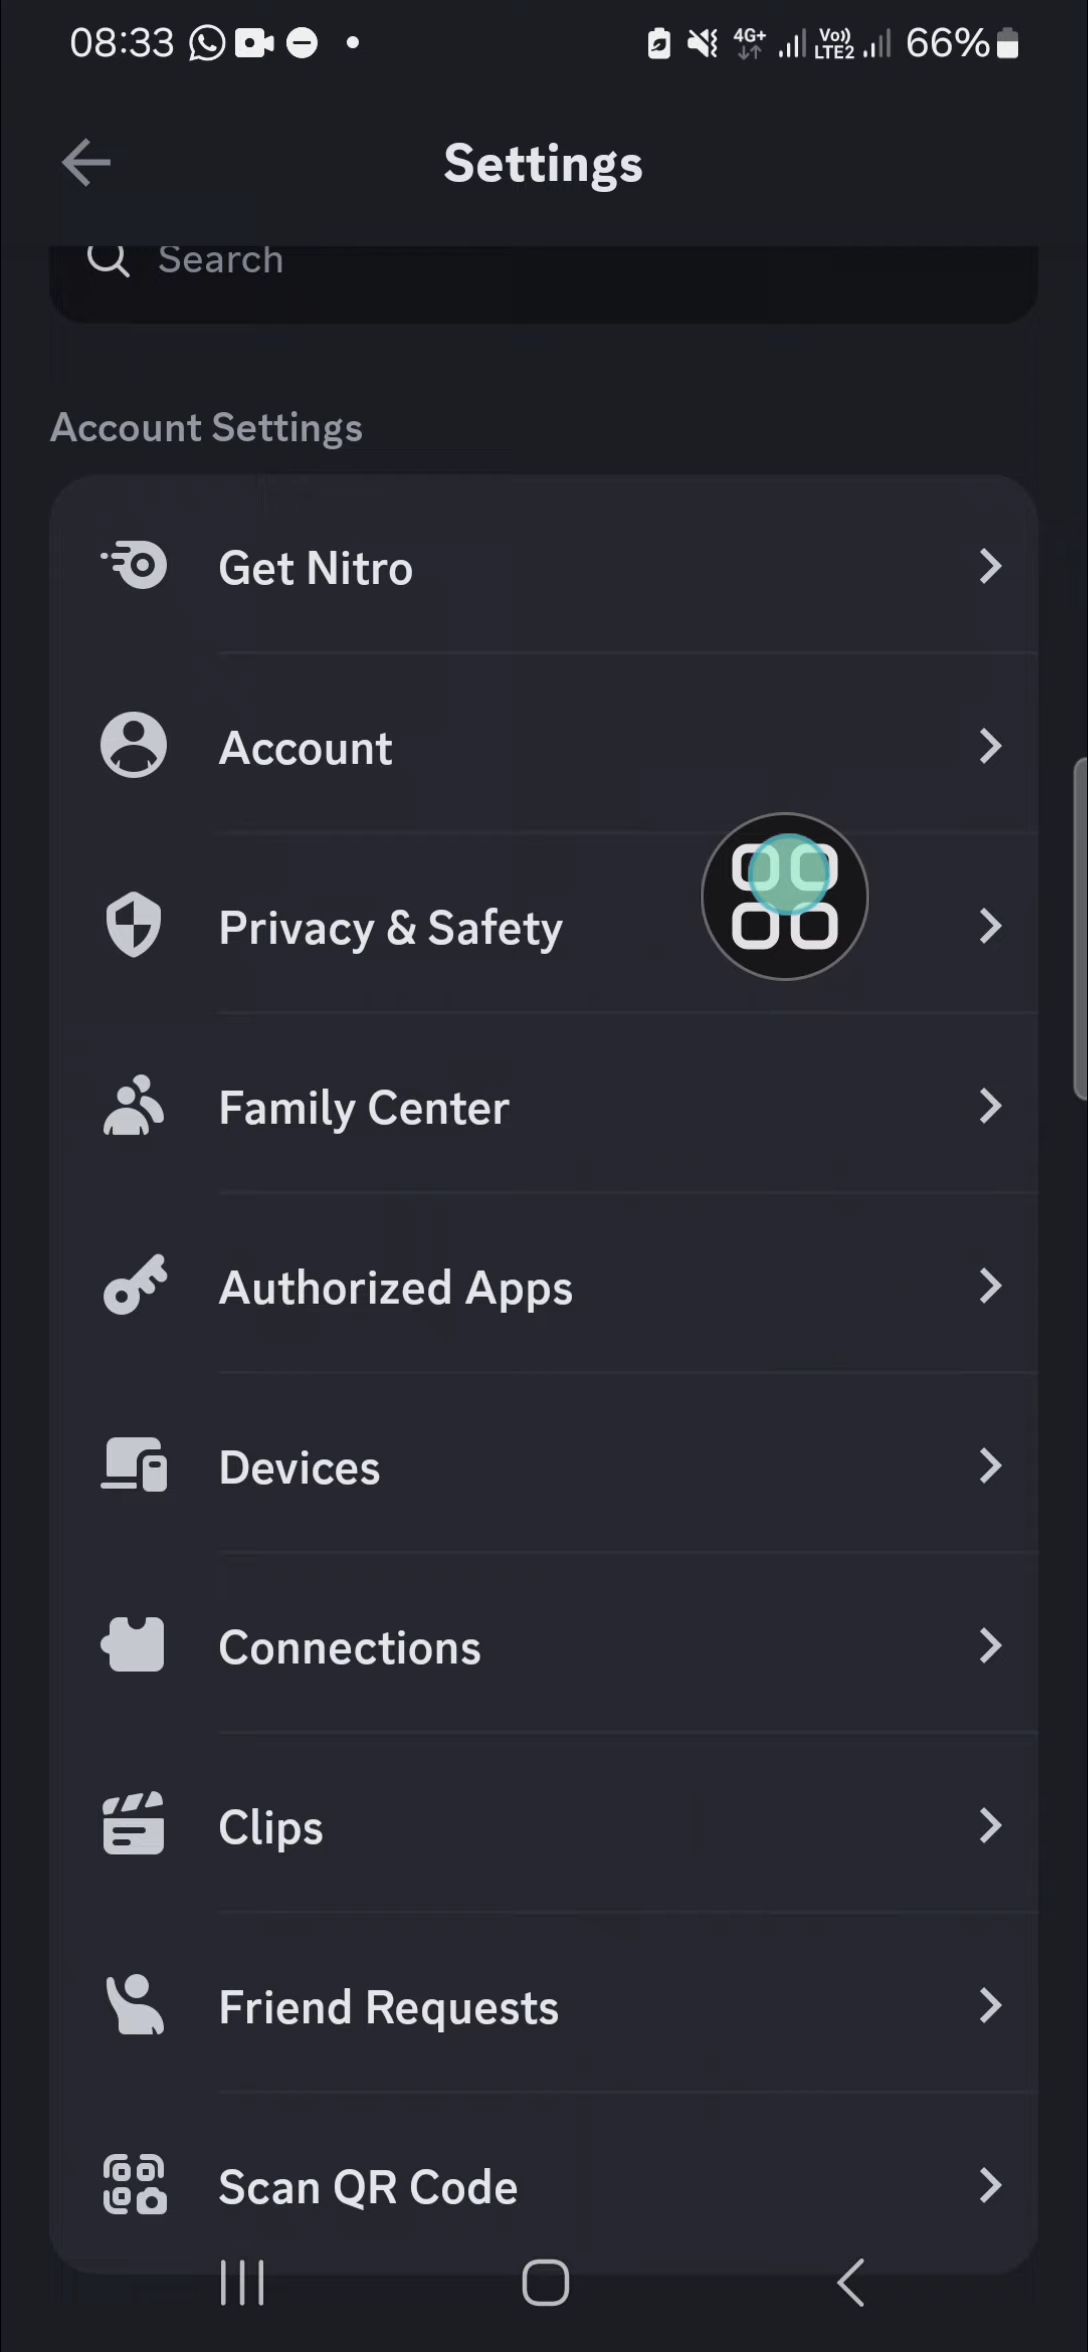 08:33
4G+
Vo))
LTE2
66%
Settings
Search
Account Settings
Get Nitro
Account
Privacy & Safety
Family Center
Authorized Apps
Devices
Connections
Clips
Friend Requests
Scan QR Code